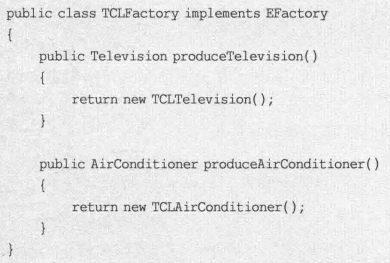 public class TCLFactory implements EFactory
{
    public Television produceTelevision()
    {
        return new TCLTelevision();
    }

    public AirConditioner produceAirConditioner()
    {
        return new TCLAirConditioner();
    }
}